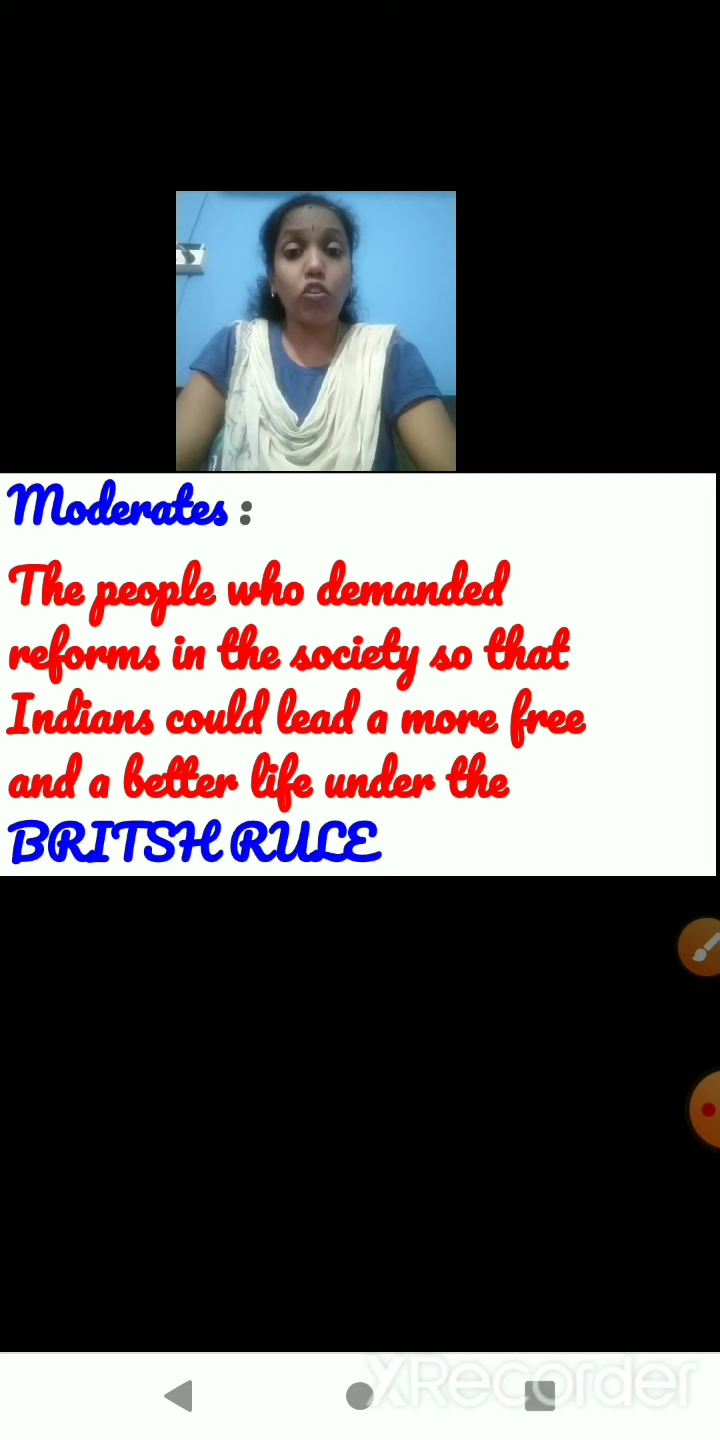 Moderates :
The people who demanded
reforms in the society so that
Indians could lead a more free
and a better life under the
BRITSH RULE
XRecorder